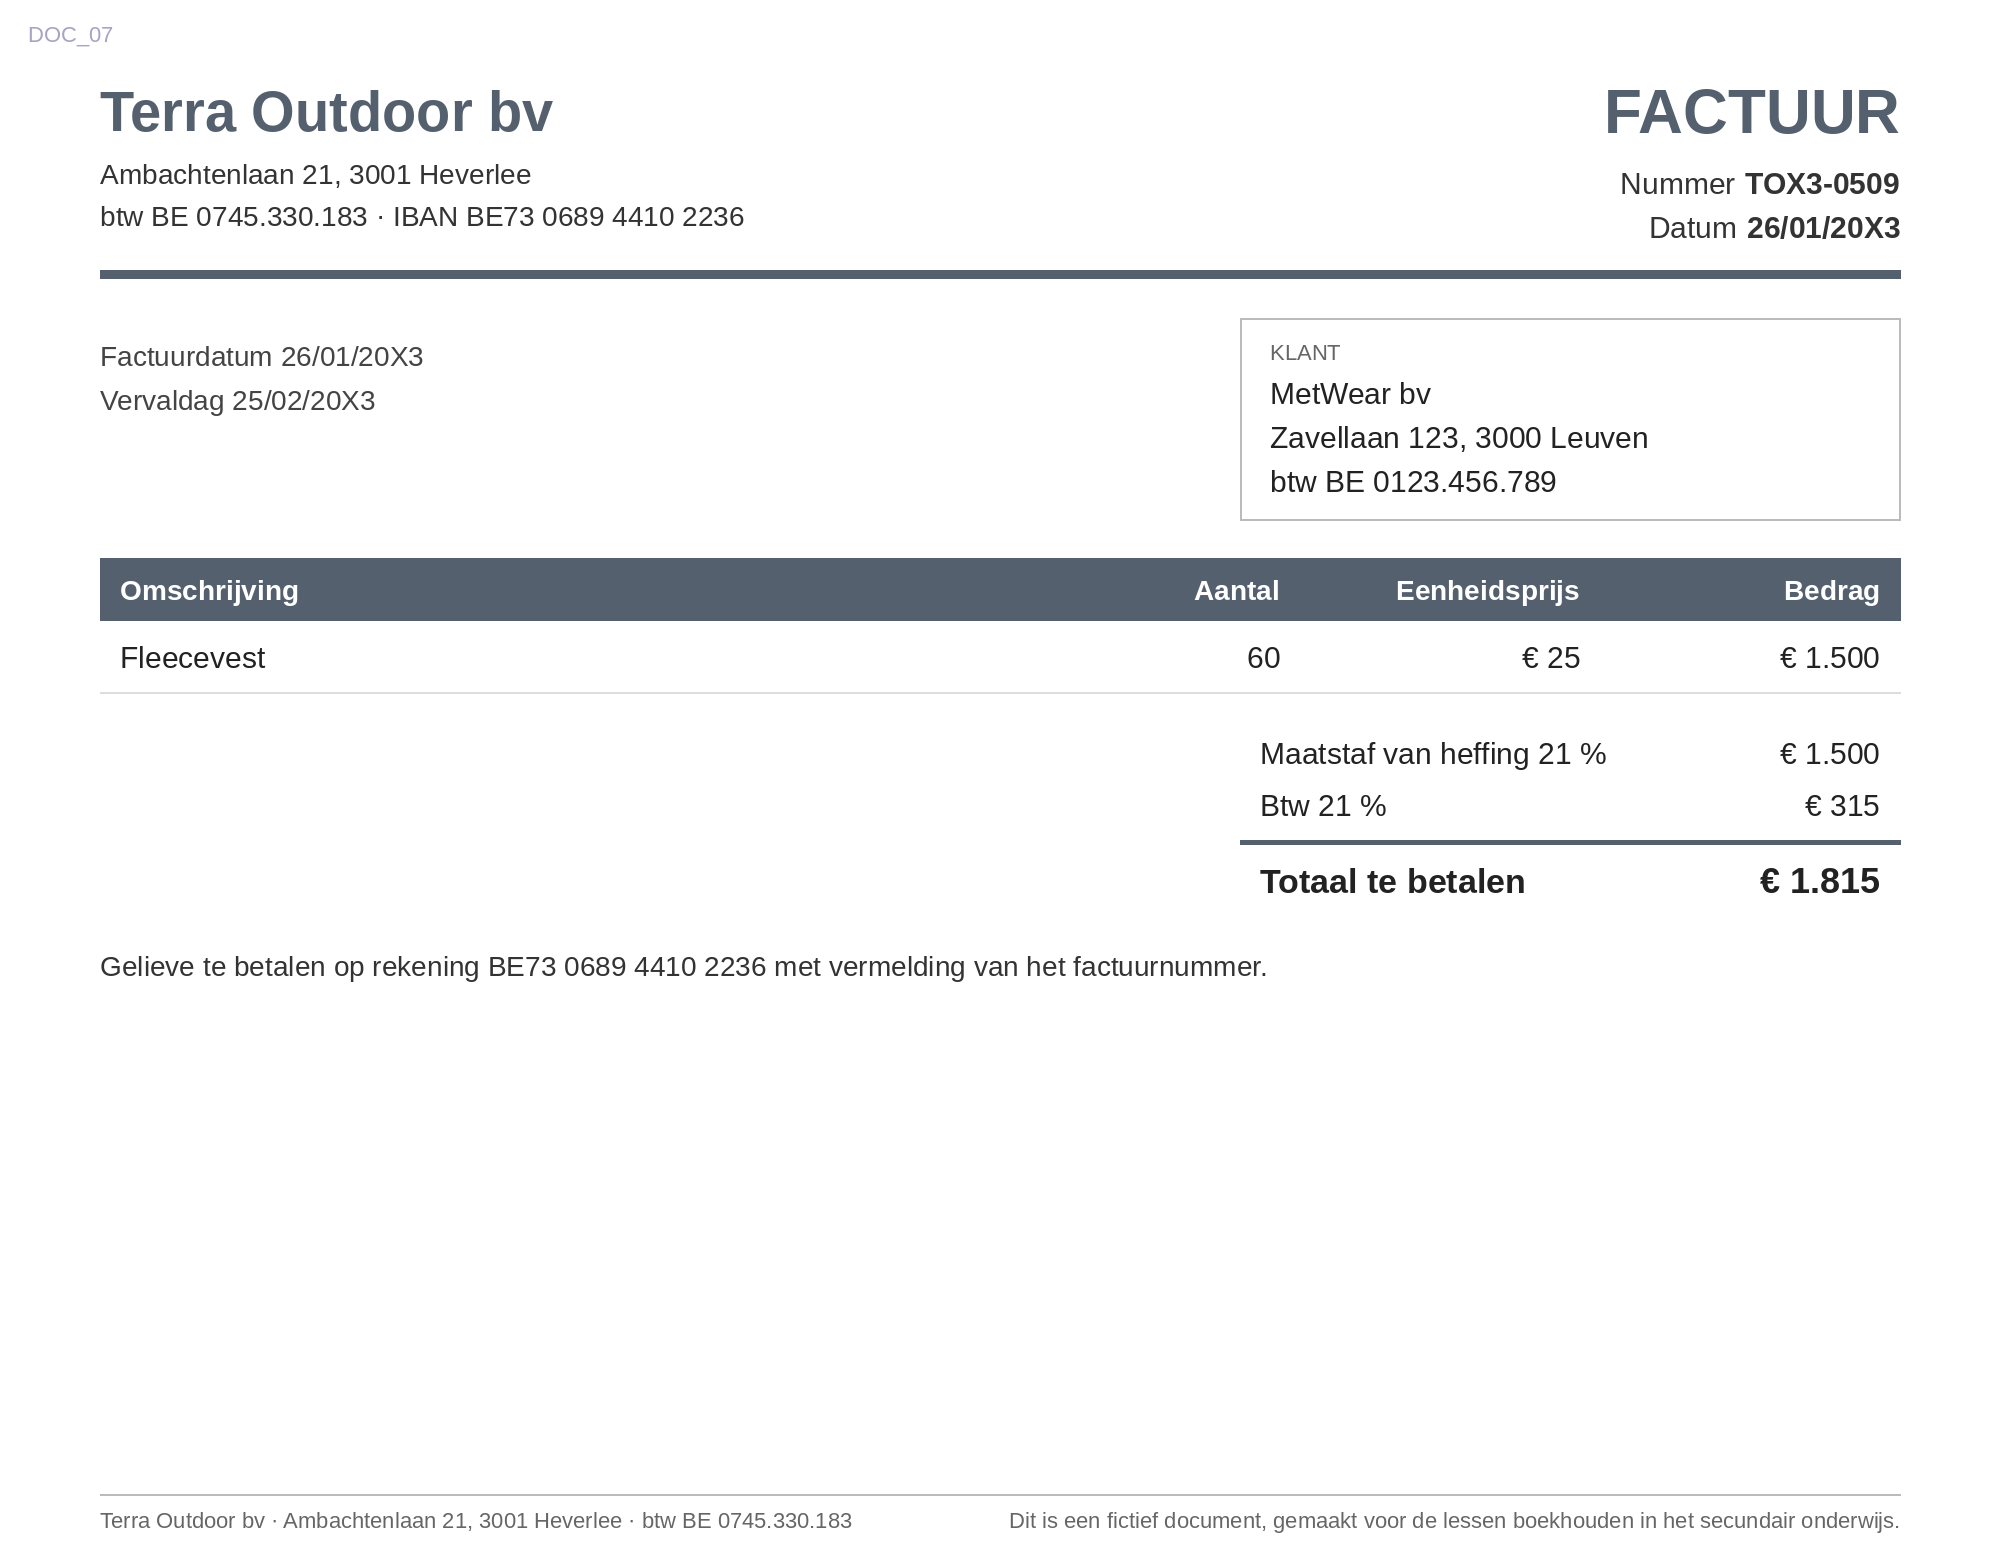 DOC_07
Terra Outdoor bv
FACTUUR
Ambachtenlaan 21, 3001 Heverlee
btw BE 0745.330.183 · IBAN BE73 0689 4410 2236
Nummer TOX3-0509
Datum 26/01/20X3
Factuurdatum 26/01/20X3
Vervaldag 25/02/20X3
KLANT
MetWear bv
Zavellaan 123, 3000 Leuven
btw BE 0123.456.789
Omschrijving Aantal Eenheidsprijs Bedrag
Fleecevest 60 € 25 € 1.500
Maatstaf van heffing 21 % € 1.500
Btw 21 % € 315
Totaal te betalen € 1.815
Gelieve te betalen op rekening BE73 0689 4410 2236 met vermelding van het factuurnummer.
Terra Outdoor bv · Ambachtenlaan 21, 3001 Heverlee · btw BE 0745.330.183
Dit is een fictief document, gemaakt voor de lessen boekhouden in het secundair onderwijs.